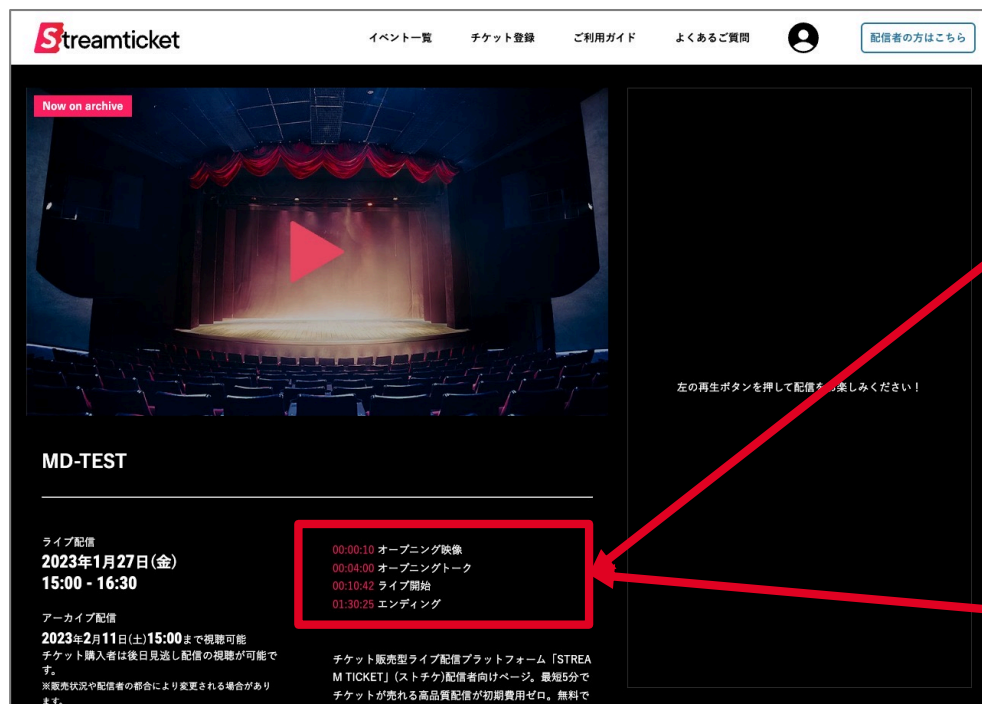 Streamticket
イベント一覧
チケット登録
ご利用ガイド
よくあるご質問
配信者の方はこちら
Now on archive
左の再生ボタンを押して配信を 楽しみください!
MD-TEST
ライブ配信
2023年1月27日(金)
15:00 - 16:30
アーカイブ配信
2023年2月11日(土)15:00まで視聴可能
チケット購入者は後日見逃し配信の視聴が可能で
す。
※販売状況や配信者の都合により変更される場合があり
ます。
00:00:10 オープニング映像
00:04:00 オープニングトーク
00:10:42 ライブ開始
01:30:25 エンディング
チケット販売型ライブ配信プラットフォーム「STREA
M TICKET」(ストチケ)配信者向けページ。最短5分で
チケットが売れる高品質配信が初期費用ゼロ。無料で